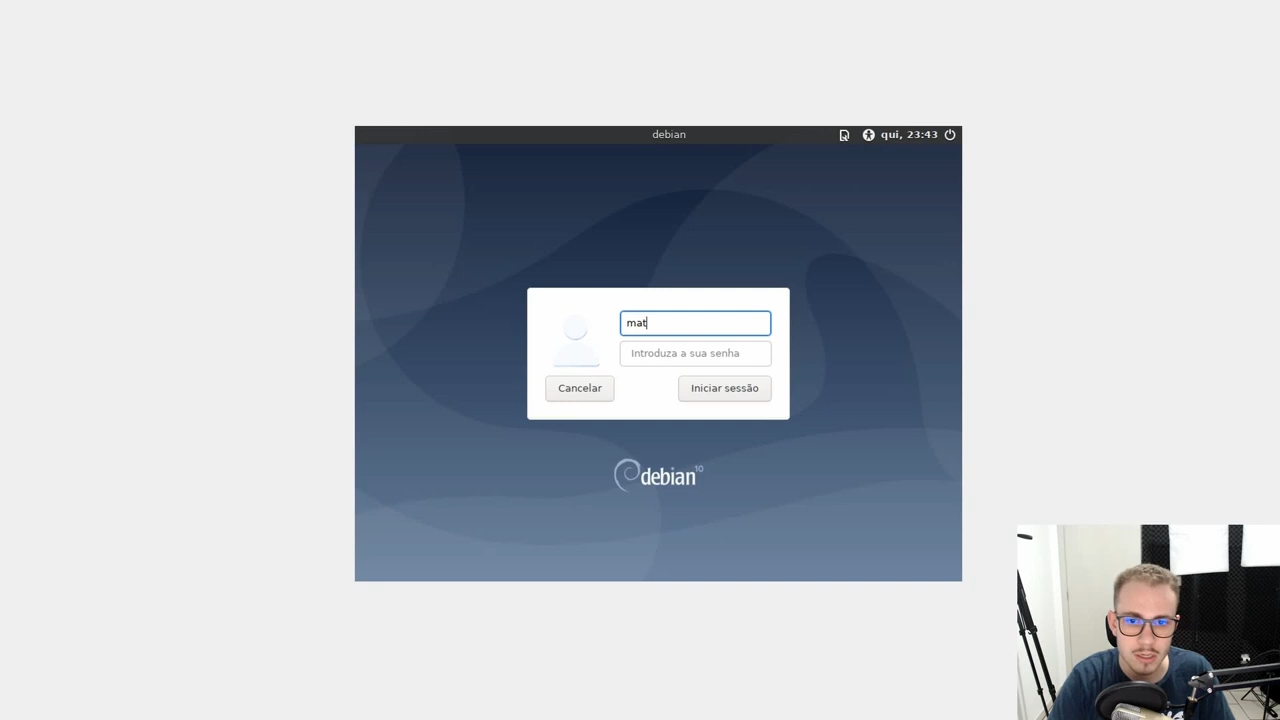 debian
qui, 23:43
mat
Introduza a sua senha
Cancelar
Iniciar sessão
debian 10